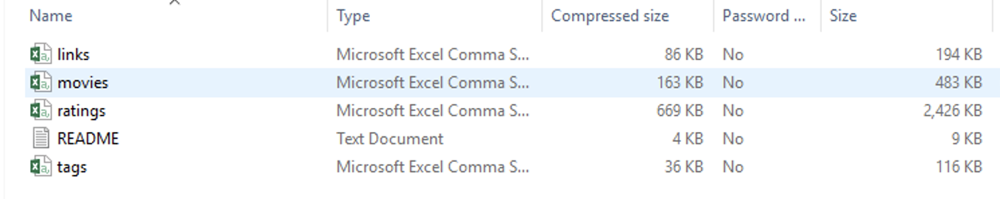 Name Type Compressed size Password ... Size
links Microsoft Excel Comma S... 86 KB No 194 KB
movies Microsoft Excel Comma S... 163 KB No 483 KB
ratings Microsoft Excel Comma S... 669 KB No 2,426 KB
README Text Document 4 KB No 9 KB
tags Microsoft Excel Comma S... 36 KB No 116 KB